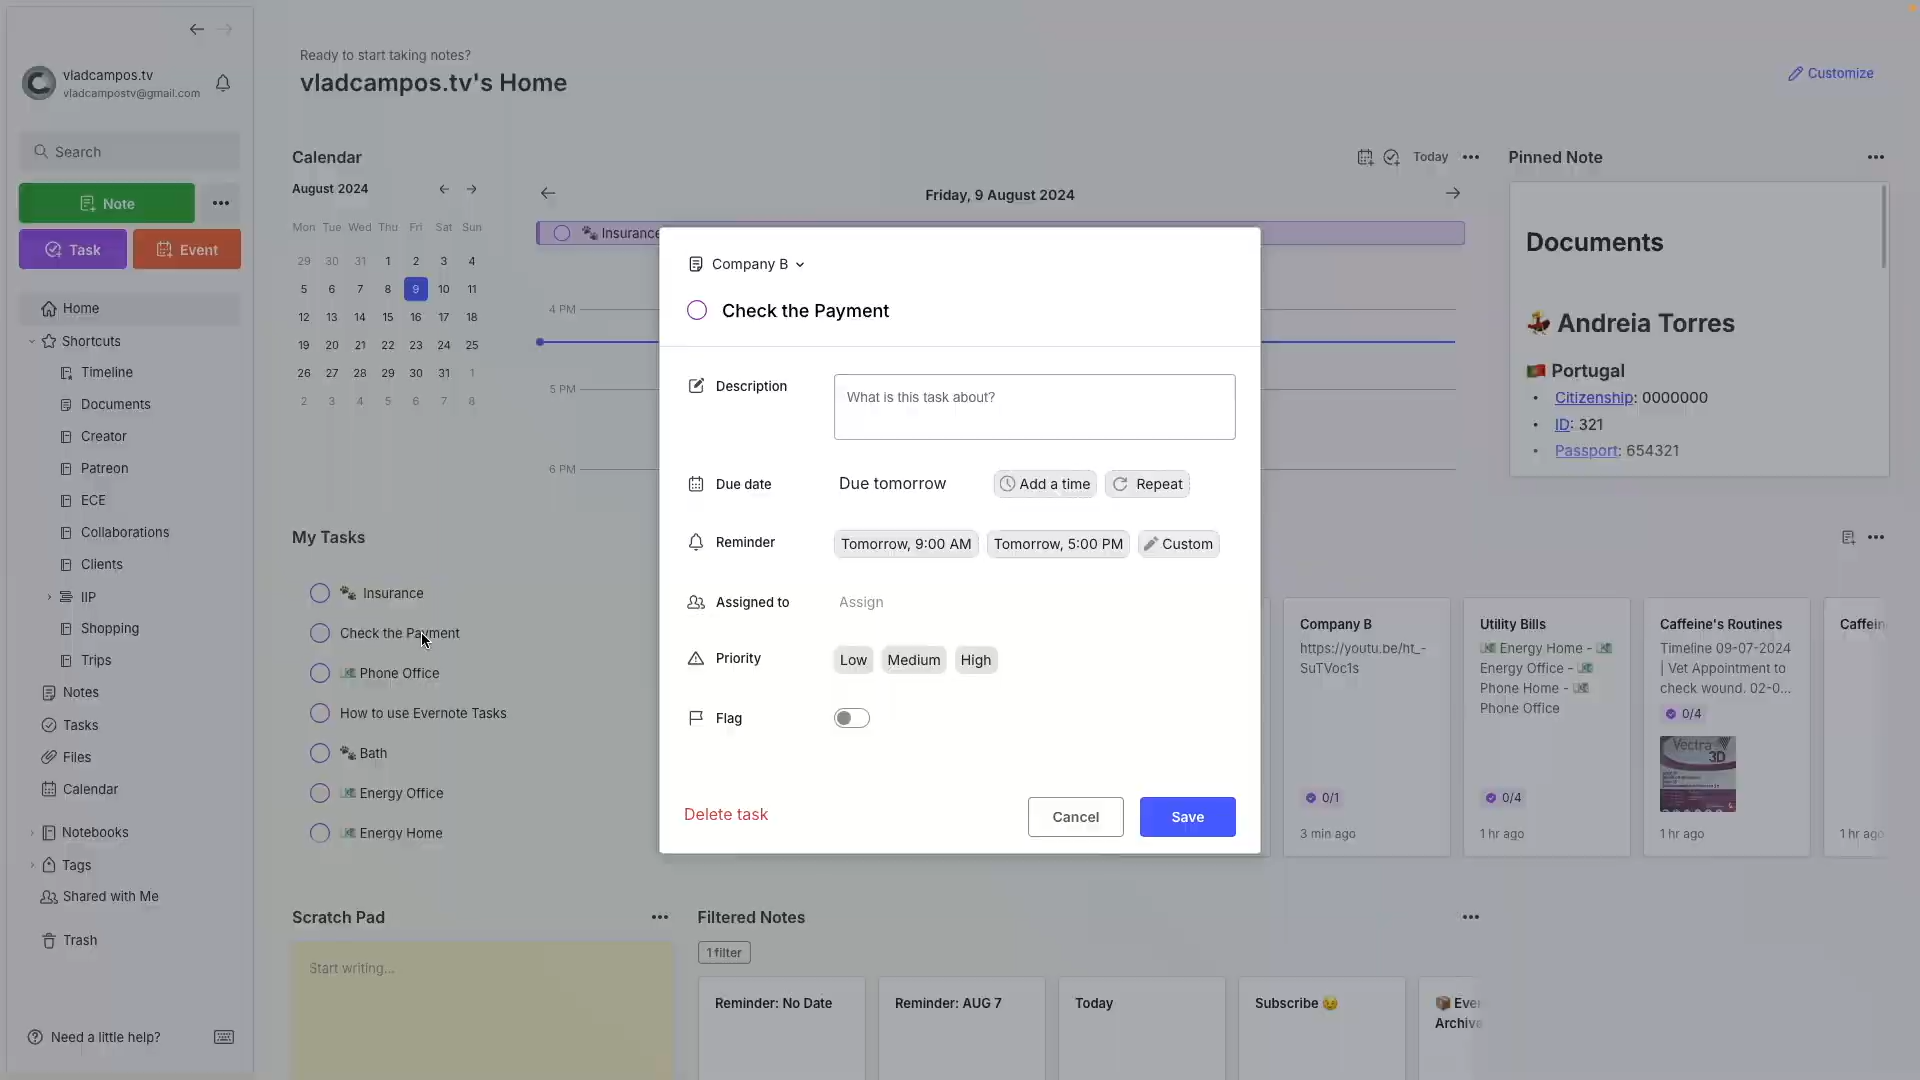 vladcampos.tv
vladcampostv@gmail.com
Search
Note
Task
Event
Home
Shortcuts
Timeline
Documents
Creator
Patreon
ECE
Collaborations
Clients
IIP
Shopping
Trips
Notes
Tasks
Files
Calendar
Notebooks
Tags
Shared with Me
Trash
Need a little help?
Ready to start taking notes?
vladcampos.tv's Home
Customize
Calendar
August 2024
Mon Tue Wed Thu Fri Sat Sun
29 30 31 1 2 3 4
5 6 7 8 9 10 11
12 13 14 15 16 17 18
19 20 21 22 23 24 25
26 27 28 29 30 31 1
2 3 4 5 6 7 8
Today
Friday, 9 August 2024
Insurance
4 PM
5 PM
6 PM
Pinned Note
Documents
Andreia Torres
Portugal
• Citizenship: 0000000
• ID: 321
• Passport: 654321
Company B
Check the Payment
Description
What is this task about?
Due date
Due tomorrow
Add a time
Repeat
Reminder
Tomorrow, 9:00 AM
Tomorrow, 5:00 PM
Custom
Assigned to
Assign
Priority
Low
Medium
High
Flag
Delete task
Cancel
Save
My Tasks
Insurance
Check the Payment
Phone Office
How to use Evernote Tasks
Bath
Energy Office
Energy Home
Company B
https://youtu.be/ht_-
SuTVoc1s
0/1
3 min ago
Utility Bills
Energy Home -
Energy Office -
Phone Home -
Phone Office
0/4
1 hr ago
Caffeine's Routines
Timeline 09-07-2024
| Vet Appointment to
check wound. 02-0...
0/4
Vectra
3D
1 hr ago
Caffein
1 hr ago
Scratch Pad
Start writing...
Filtered Notes
1 filter
Reminder: No Date
Reminder: AUG 7
Today
Subscribe
Eve
Archive